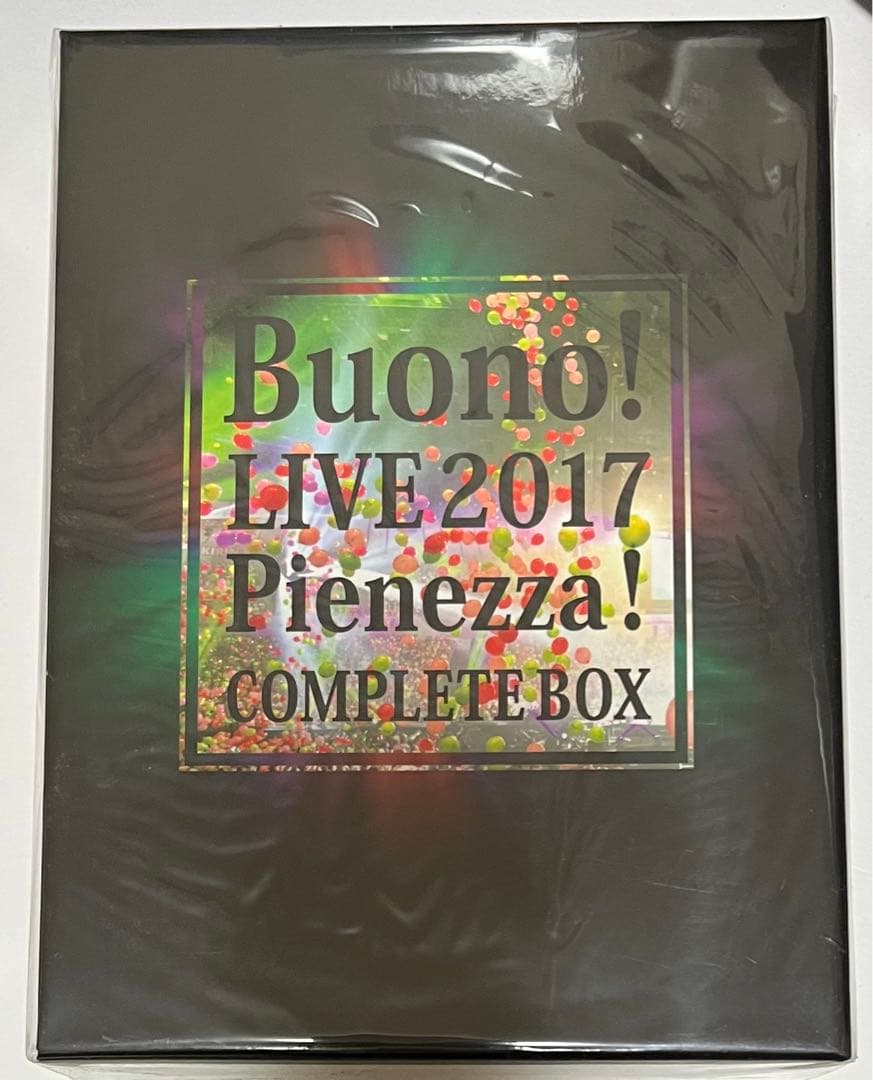 Buono!
LIVE 2017
Pienezza!
COMPLETE BOX